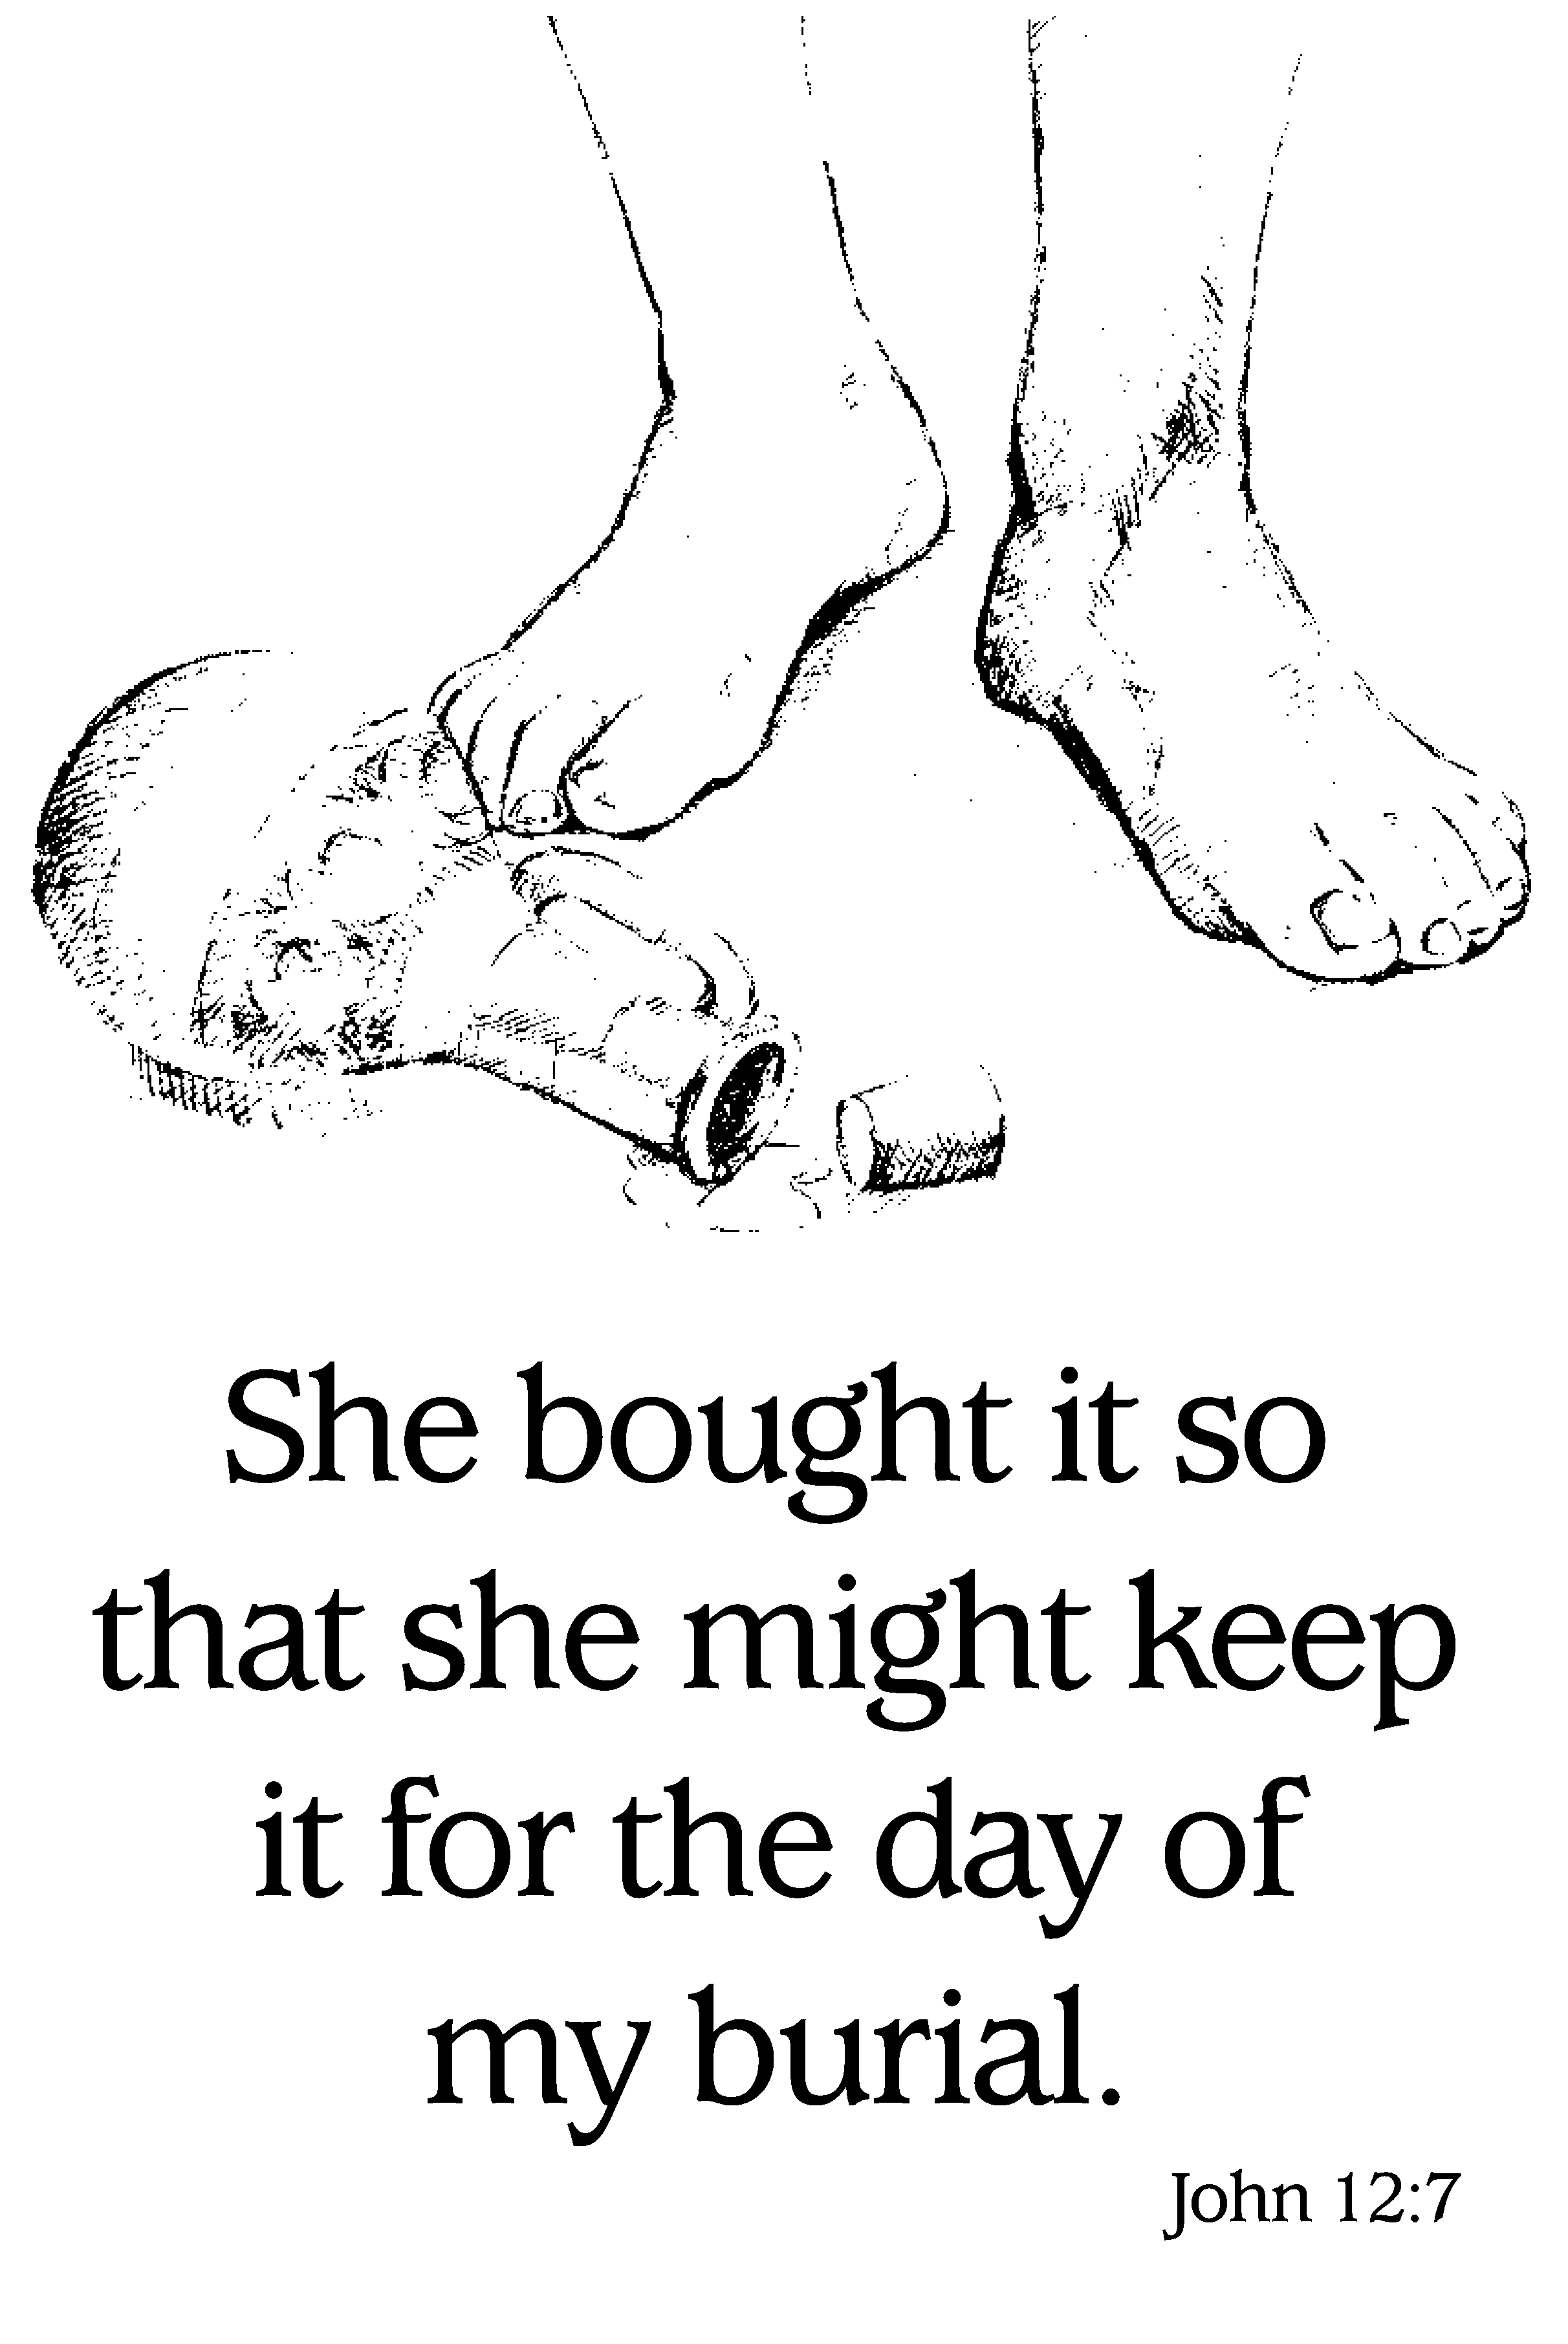 She bought it so
that she might keep
it for the day of
my burial.
John 12:7